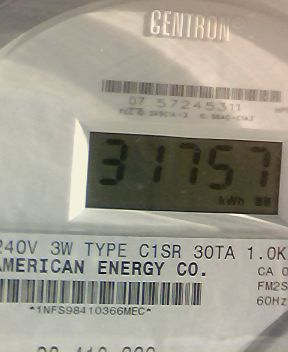 CENTRON
07 57245311
31757
kWh
240V 3W TYPE C1SR 30TA 1.0K
AMERICAN ENERGY CO.
CA 0
FM2S
60Hz
*1NFS98410366MEC*